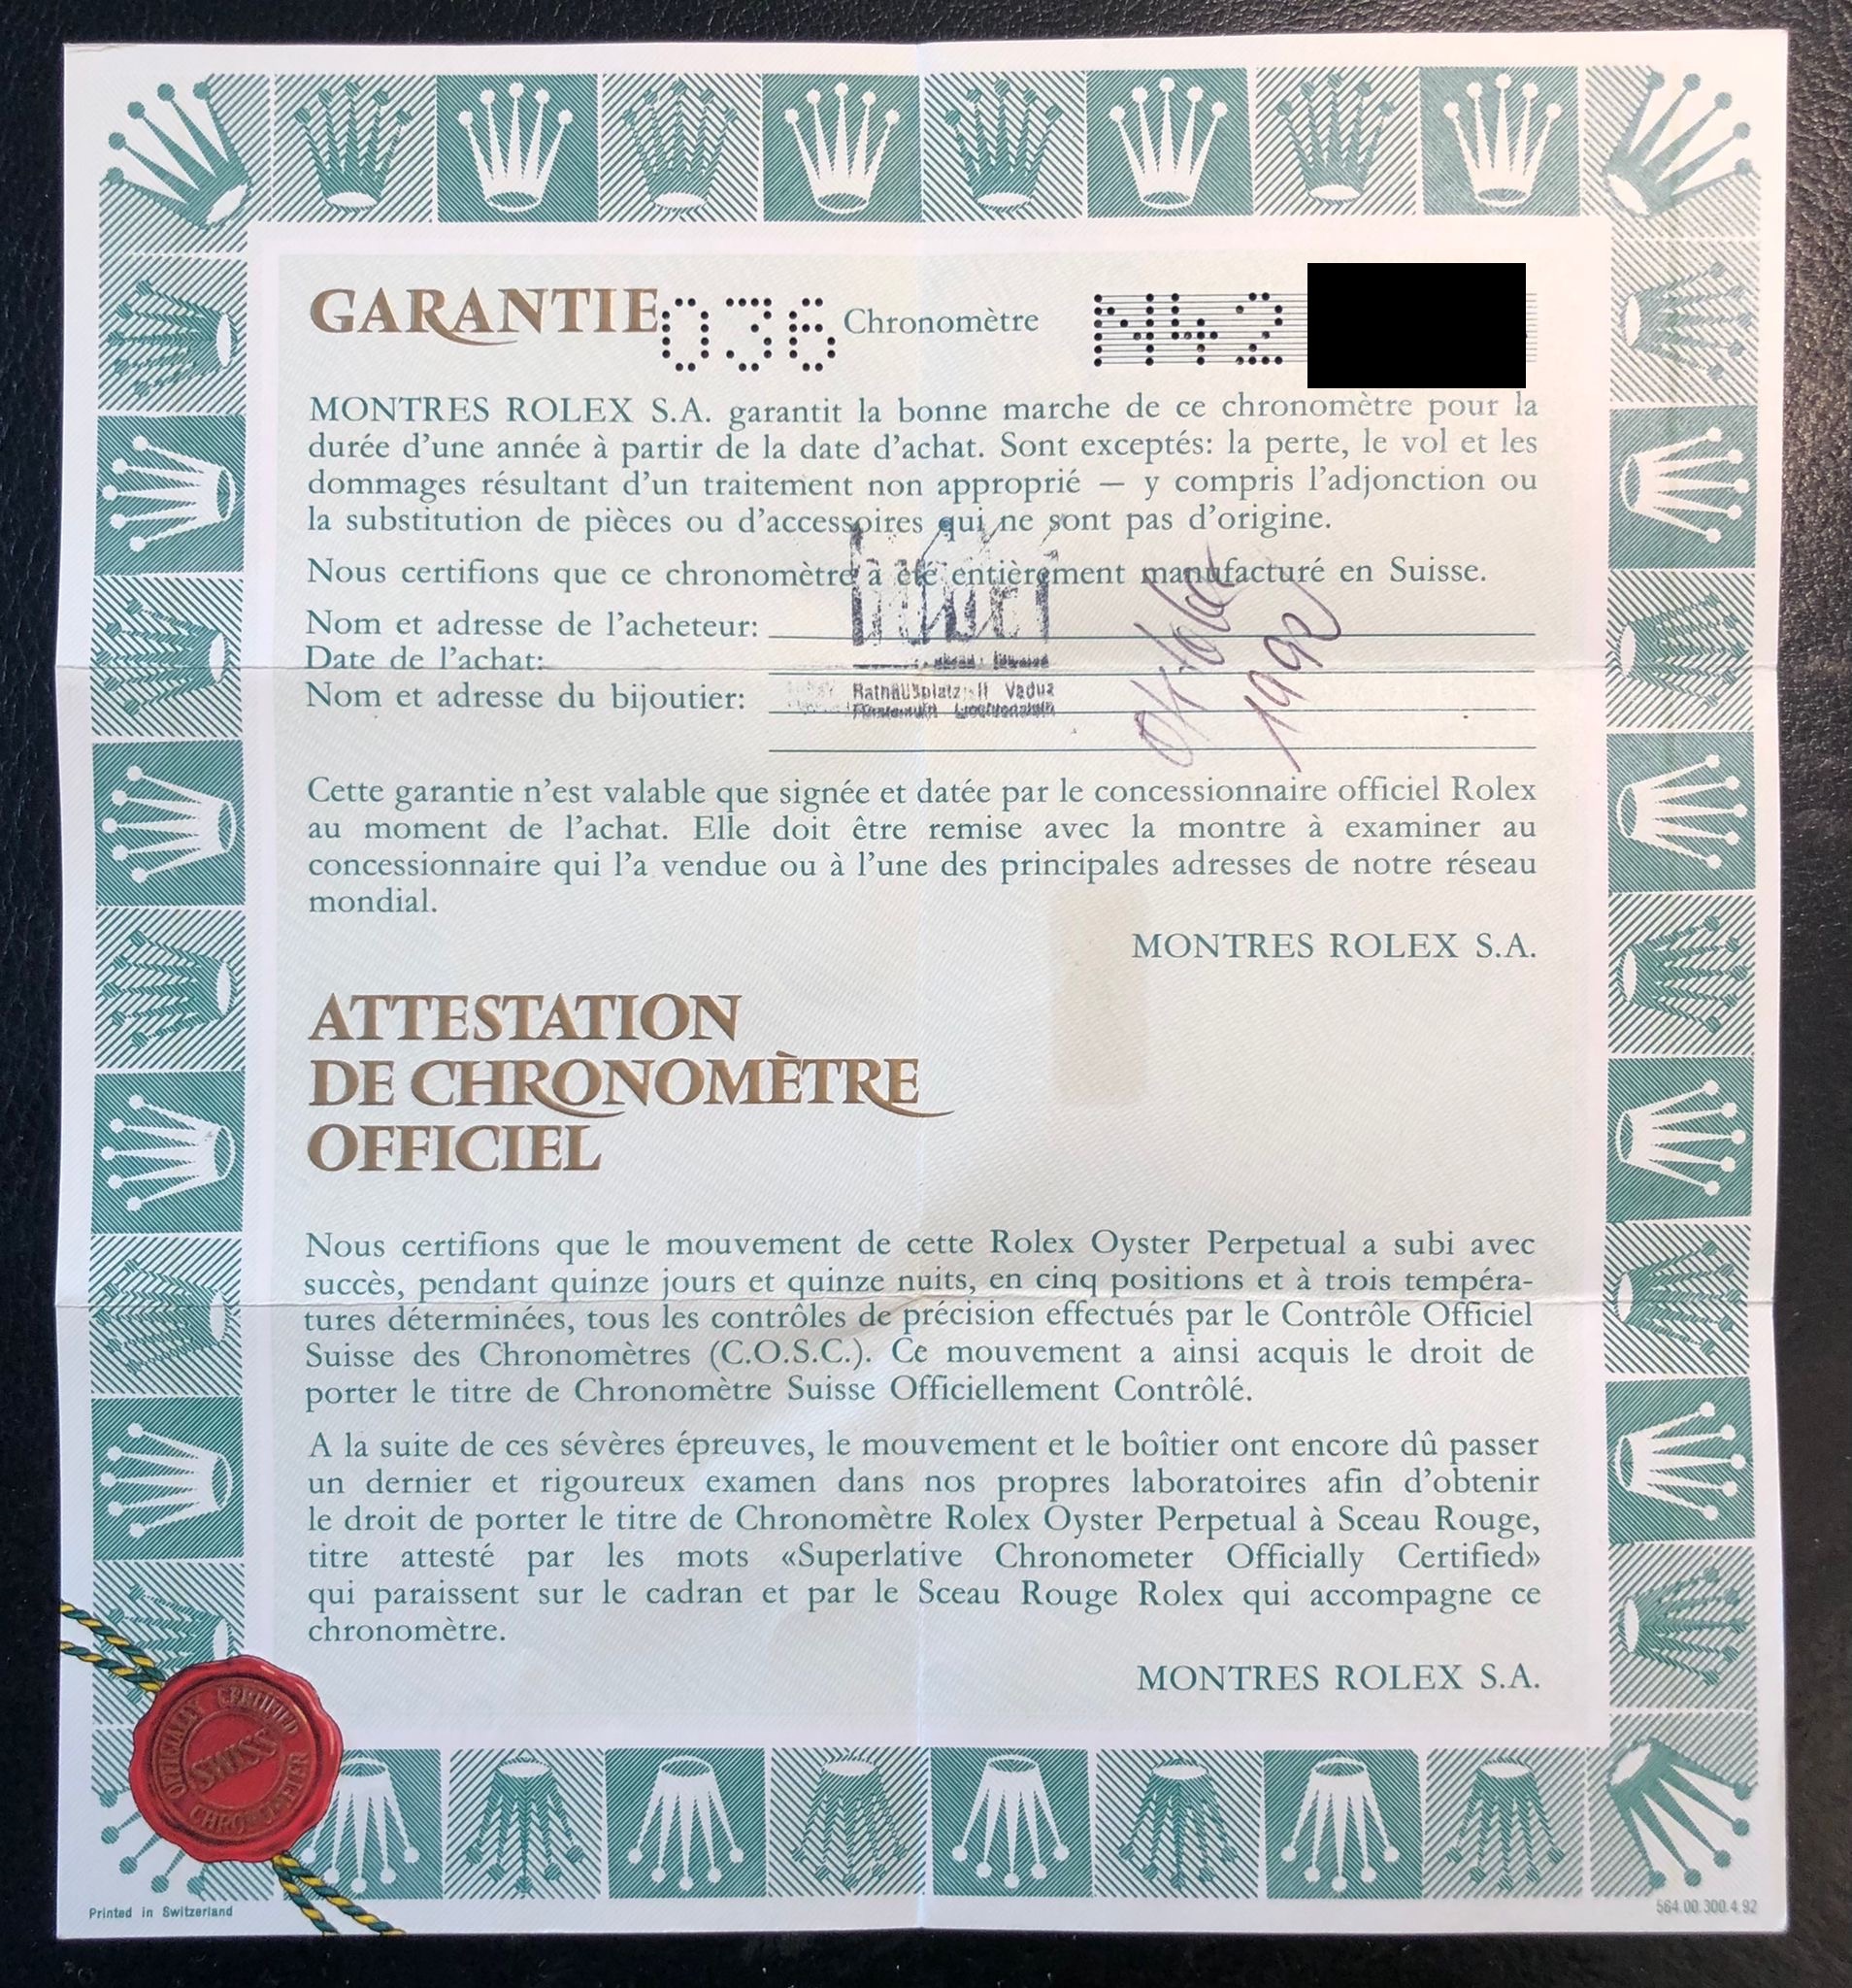 GARANTIE 036 Chronomètre N42
MONTRES ROLEX S.A. garantit la bonne marche de ce chronomètre pour la
durée d’une année à partir de la date d’achat. Sont exceptés: la perte, le vol et les
dommages résultant d’un traitement non approprié — y compris l’adjonction ou
la substitution de pièces ou d’accessoires qui ne sont pas d’origine.
Nous certifions que ce chronomètre a été entièrement manufacturé en Suisse.
Nom et adresse de l’acheteur:
Date de l’achat:
Nom et adresse du bijoutier:
Rathausplatz 11 Vaduz
Fürstentum Liechtenstein
Oktober
1992
Cette garantie n’est valable que signée et datée par le concessionnaire officiel Rolex
au moment de l’achat. Elle doit être remise avec la montre à examiner au
concessionnaire qui l’a vendue ou à l’une des principales adresses de notre réseau
mondial.
MONTRES ROLEX S.A.
ATTESTATION
DE CHRONOMÈTRE
OFFICIEL
Nous certifions que le mouvement de cette Rolex Oyster Perpetual a subi avec
succès, pendant quinze jours et quinze nuits, en cinq positions et à trois tempéra-
tures déterminées, tous les contrôles de précision effectués par le Contrôle Officiel
Suisse des Chronomètres (C.O.S.C.). Ce mouvement a ainsi acquis le droit de
porter le titre de Chronomètre Suisse Officiellement Contrôlé.
A la suite de ces sévères épreuves, le mouvement et le boîtier ont encore dû passer
un dernier et rigoureux examen dans nos propres laboratoires afin d’obtenir
le droit de porter le titre de Chronomètre Rolex Oyster Perpetual à Sceau Rouge,
titre attesté par les mots «Superlative Chronometer Officially Certified»
qui paraissent sur le cadran et par le Sceau Rouge Rolex qui accompagne ce
chronomètre.
MONTRES ROLEX S.A.
OFFICIALLY CERTIFIED
SWISS
CHRONOMETER
Printed in Switzerland
564.00.300.4.92